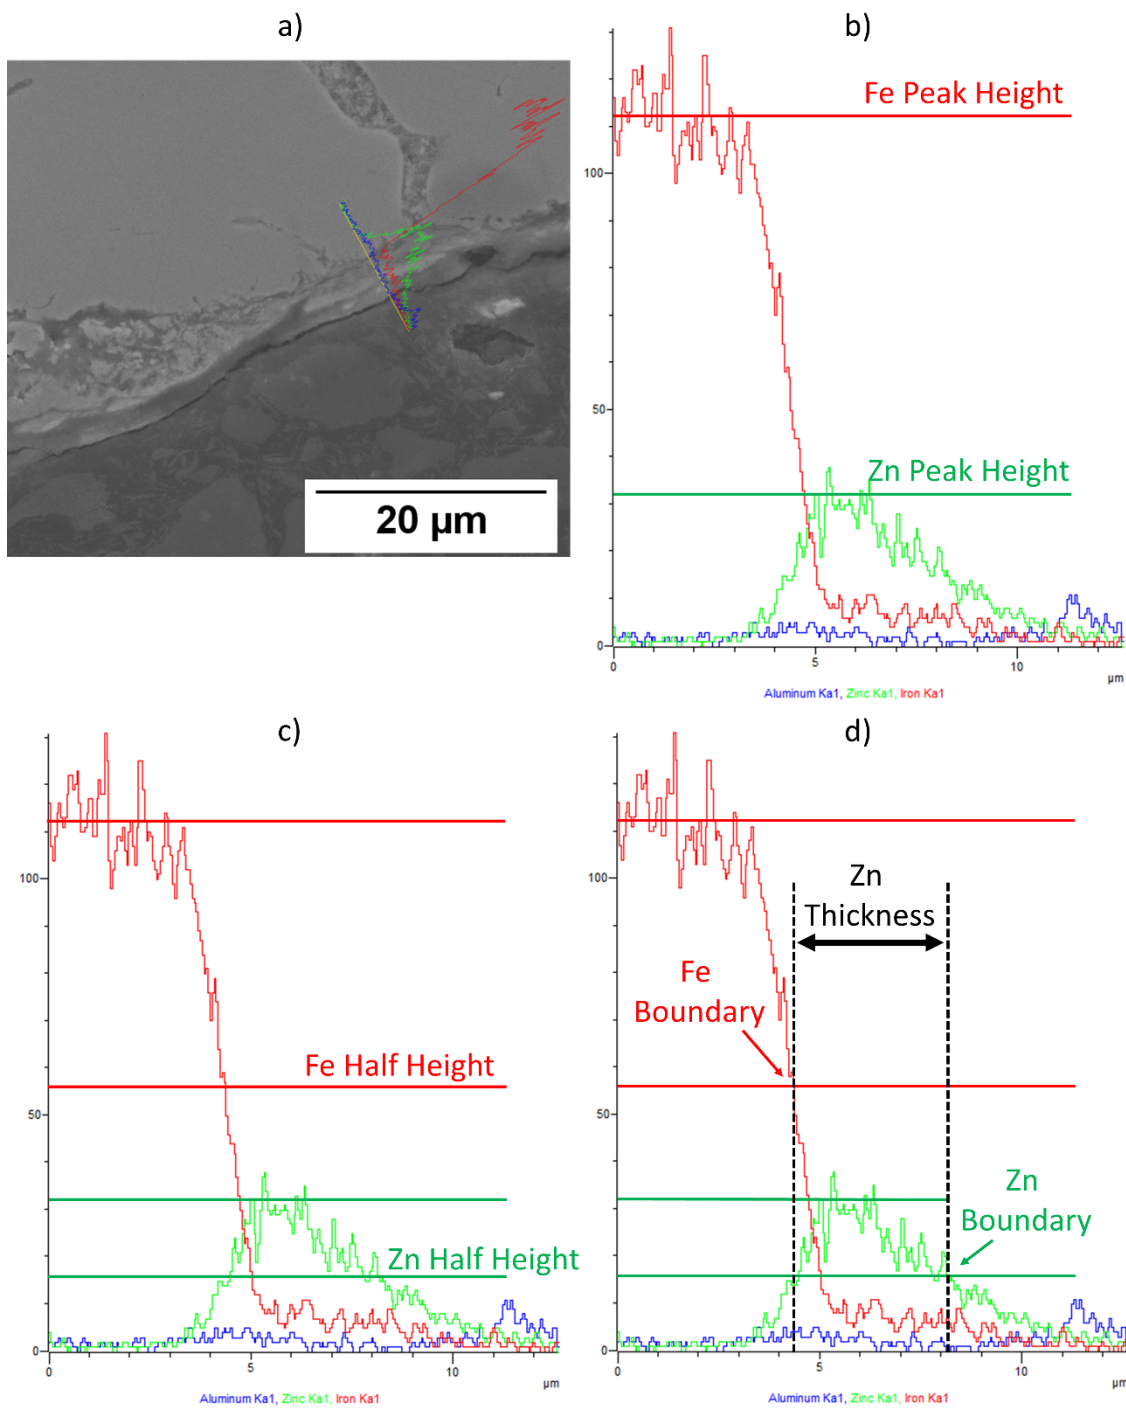 a)
20 µm
b)
Fe Peak Height
100
Zn Peak Height
50
0
0 5 10
µm
Aluminum Ka1, Zinc Ka1, Iron Ka1
c)
100
Fe Half Height
50
Zn Half Height
0
0 5 10
µm
Aluminum Ka1, Zinc Ka1, Iron Ka1
d)
Zn
Thickness
100
Fe
Boundary
50
Zn
Boundary
0
0 5 10
µm
Aluminum Ka1, Zinc Ka1, Iron Ka1